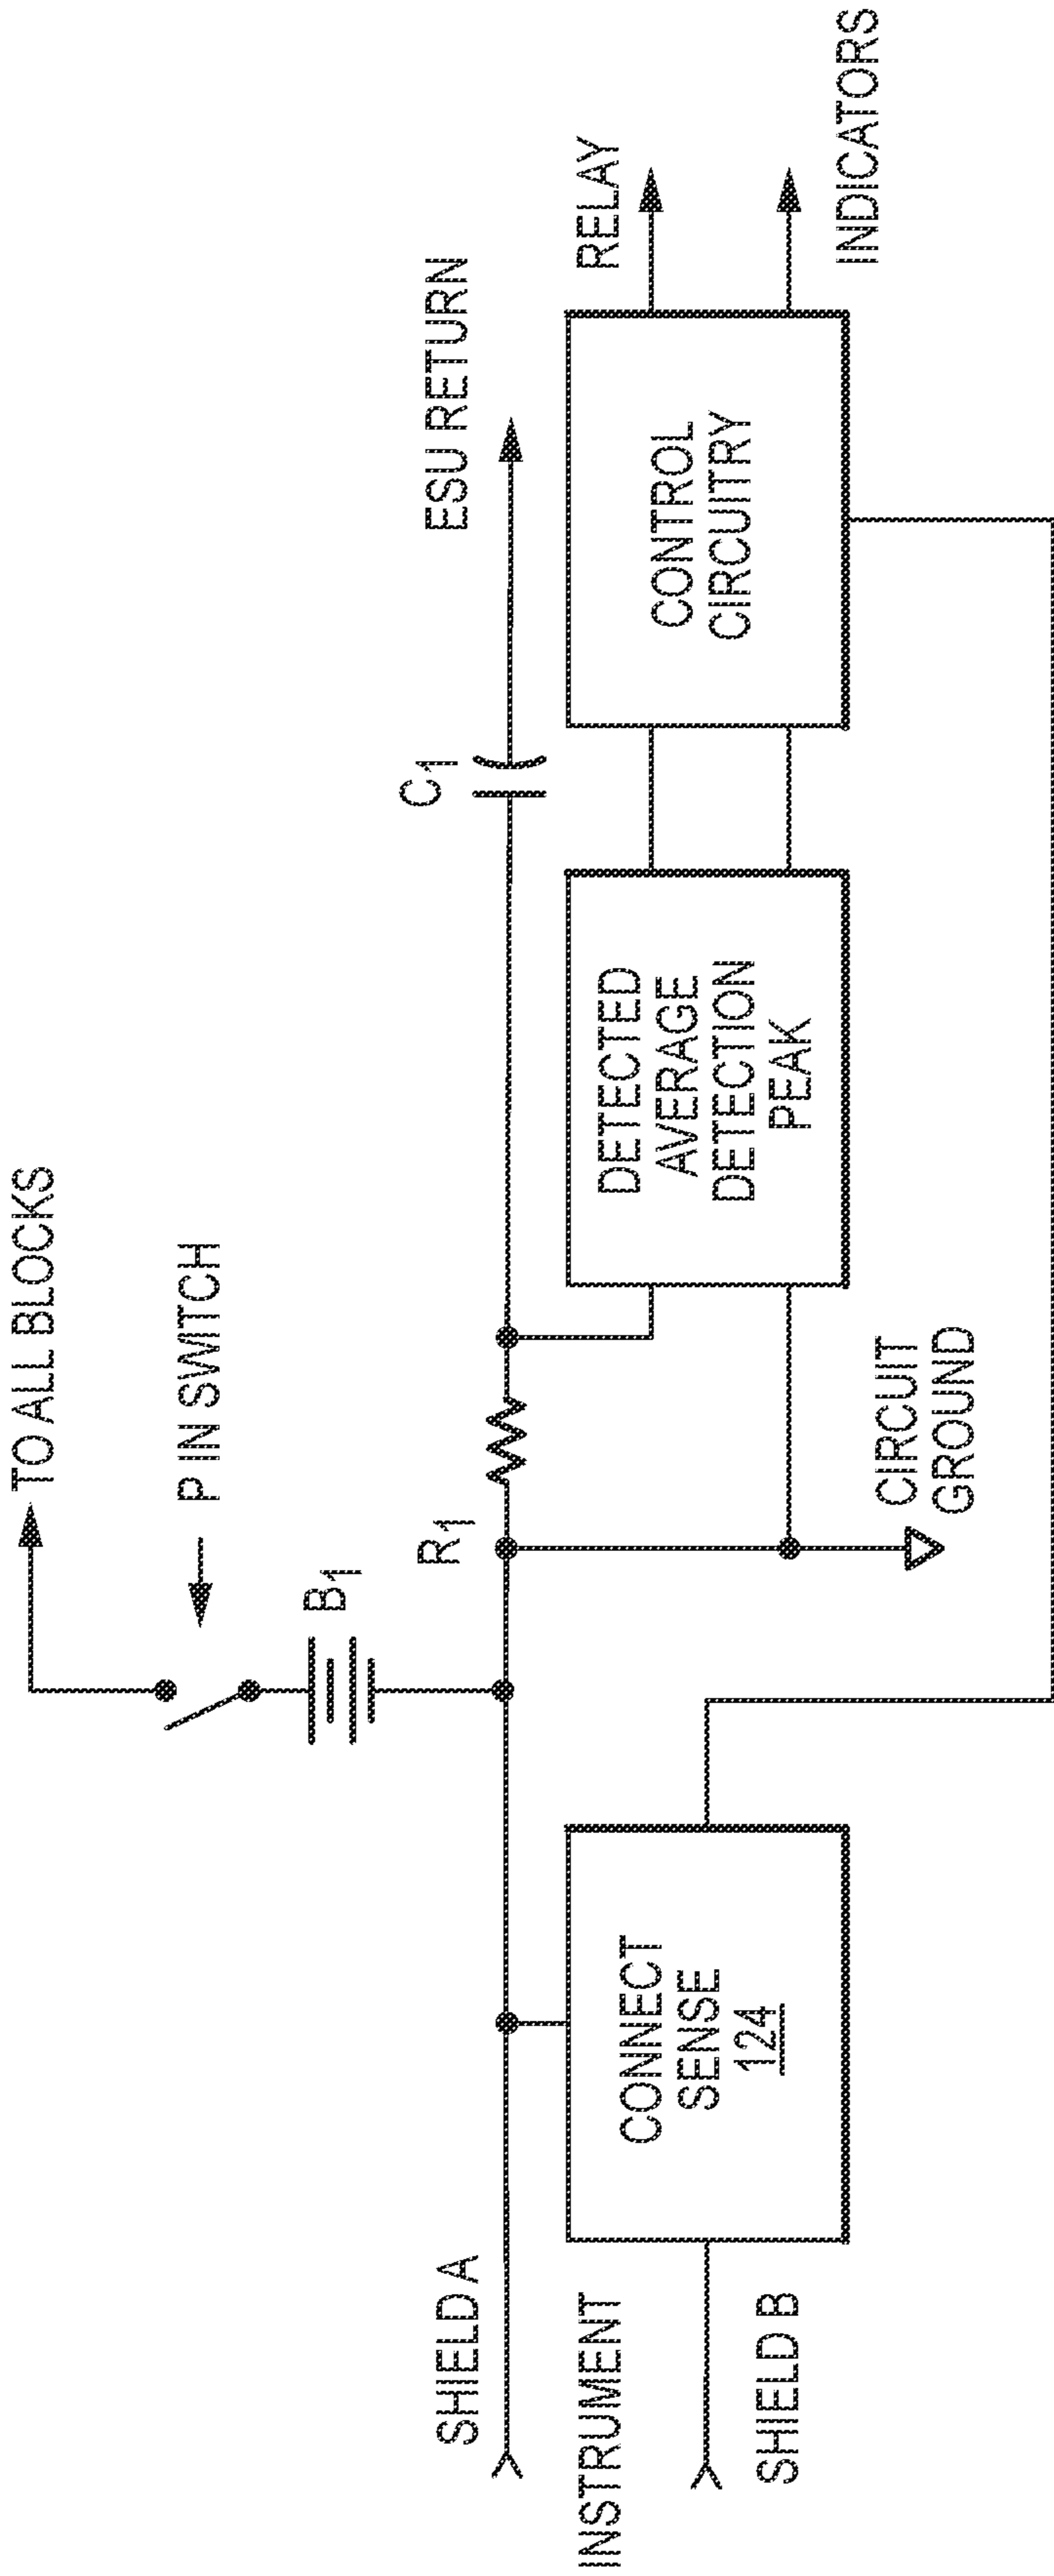 TO ALL BLOCKS
P IN SWITCH
B1
R1
C1
ESU RETURN
SHIELD A
INSTRUMENT
SHIELD B
CONNECT
SENSE
124
CIRCUIT
GROUND
DETECTED
AVERAGE
DETECTION
PEAK
CONTROL
CIRCUITRY
RELAY
INDICATORS